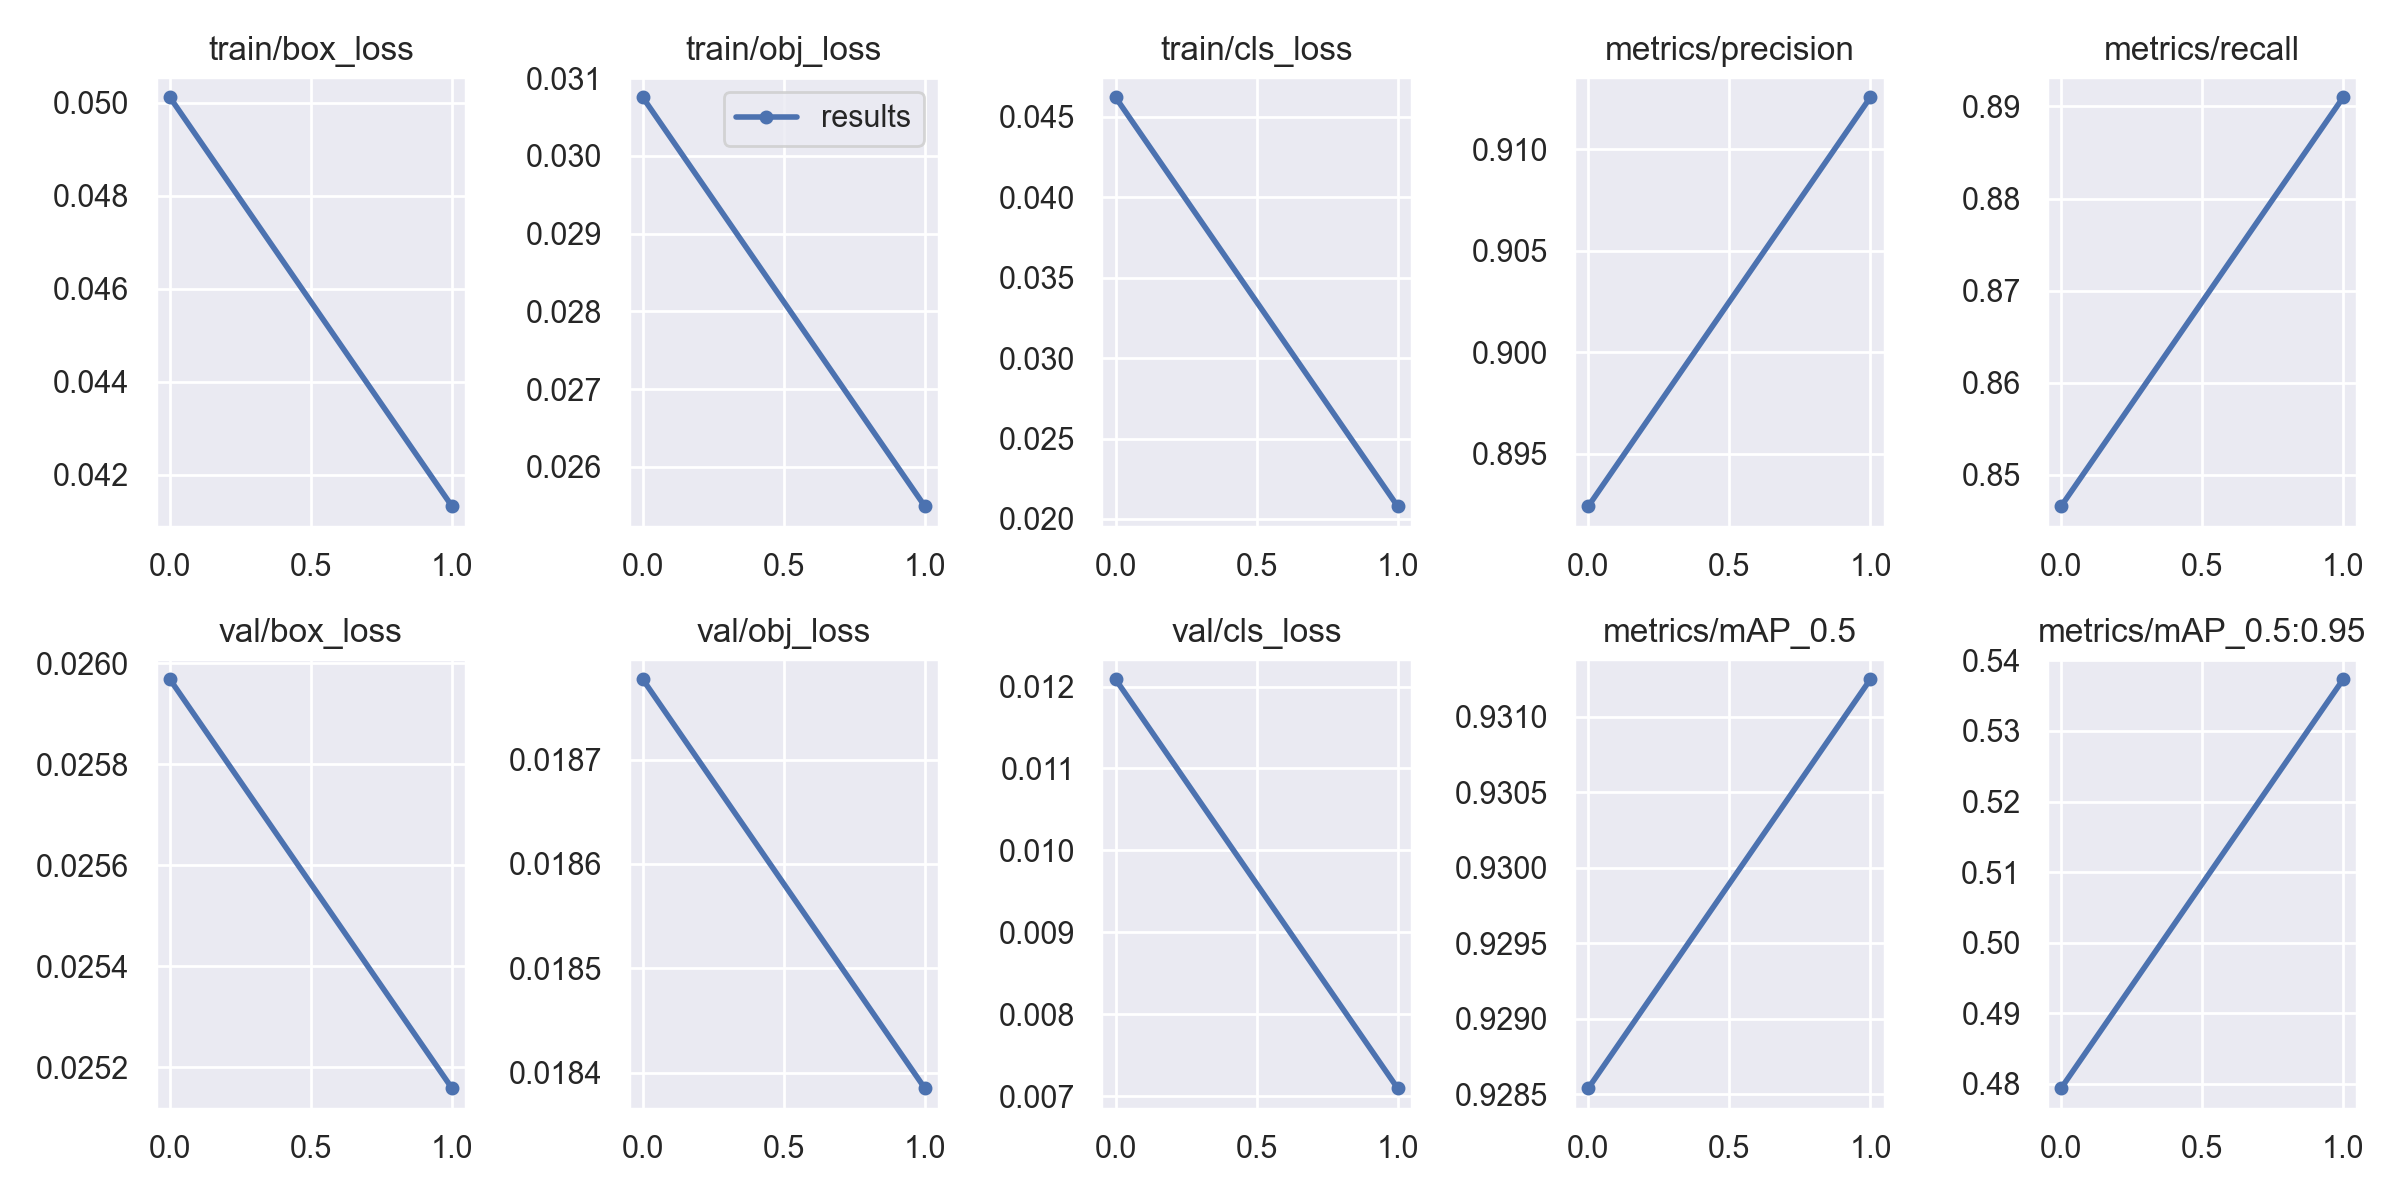 train/box_loss
0.050
0.048
0.046
0.044
0.042
0.0 0.5 1.0
train/obj_loss
results
0.031
0.030
0.029
0.028
0.027
0.026
0.0 0.5 1.0
train/cls_loss
0.045
0.040
0.035
0.030
0.025
0.020
0.0 0.5 1.0
metrics/precision
0.910
0.905
0.900
0.895
0.0 0.5 1.0
metrics/recall
0.89
0.88
0.87
0.86
0.85
0.0 0.5 1.0
val/box_loss
0.0260
0.0258
0.0256
0.0254
0.0252
0.0 0.5 1.0
val/obj_loss
0.0187
0.0186
0.0185
0.0184
0.0 0.5 1.0
val/cls_loss
0.012
0.011
0.010
0.009
0.008
0.007
0.0 0.5 1.0
metrics/mAP_0.5
0.9310
0.9305
0.9300
0.9295
0.9290
0.9285
0.0 0.5 1.0
metrics/mAP_0.5:0.95
0.54
0.53
0.52
0.51
0.50
0.49
0.48
0.0 0.5 1.0